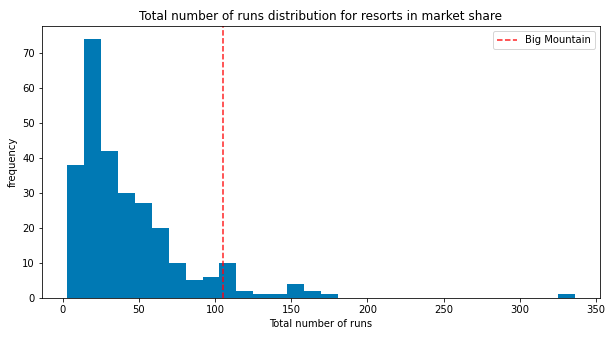 Total number of runs distribution for resorts in market share
Big Mountain
70
60
50
40
30
20
10
0
frequency
0 50 100 150 200 250 300 350
Total number of runs